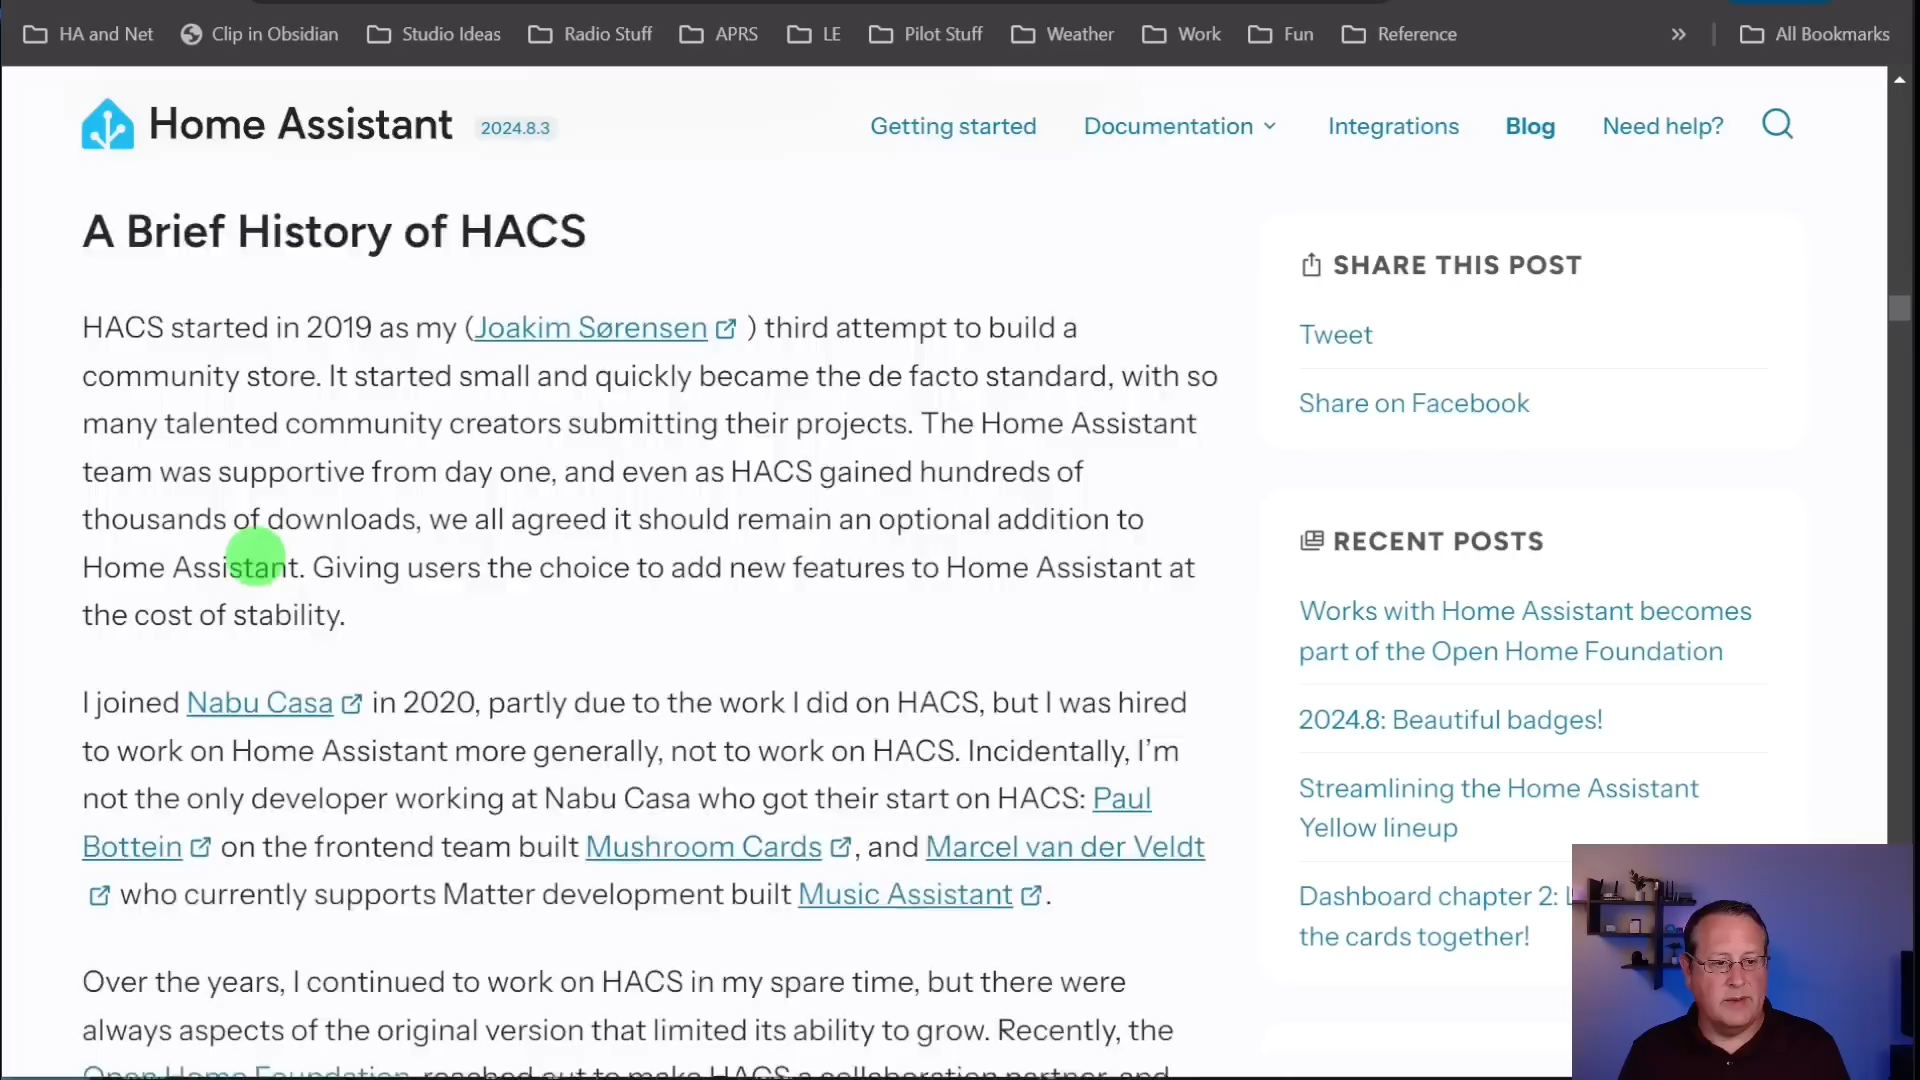 HA and Net Clip in Obsidian Studio Ideas Radio Stuff APRS LE Pilot Stuff Weather Work Fun Reference » All Bookmarks
Home Assistant 2024.8.3 Getting started Documentation Integrations Blog Need help?
A Brief History of HACS
HACS started in 2019 as my (Joakim Sørensen ) third attempt to build a
community store. It started small and quickly became the de facto standard, with so
many talented community creators submitting their projects. The Home Assistant
team was supportive from day one, and even as HACS gained hundreds of
thousands of downloads, we all agreed it should remain an optional addition to
Home Assistant. Giving users the choice to add new features to Home Assistant at
the cost of stability.
I joined Nabu Casa in 2020, partly due to the work I did on HACS, but I was hired
to work on Home Assistant more generally, not to work on HACS. Incidentally, I’m
not the only developer working at Nabu Casa who got their start on HACS: Paul
Bottein on the frontend team built Mushroom Cards , and Marcel van der Veldt
who currently supports Matter development built Music Assistant .
Over the years, I continued to work on HACS in my spare time, but there were
always aspects of the original version that limited its ability to grow. Recently, the
Open Home Foundation, reached out to make HACS a collaboration partner, and
SHARE THIS POST
Tweet
Share on Facebook
RECENT POSTS
Works with Home Assistant becomes
part of the Open Home Foundation
2024.8: Beautiful badges!
Streamlining the Home Assistant
Yellow lineup
Dashboard chapter 2:
the cards together!